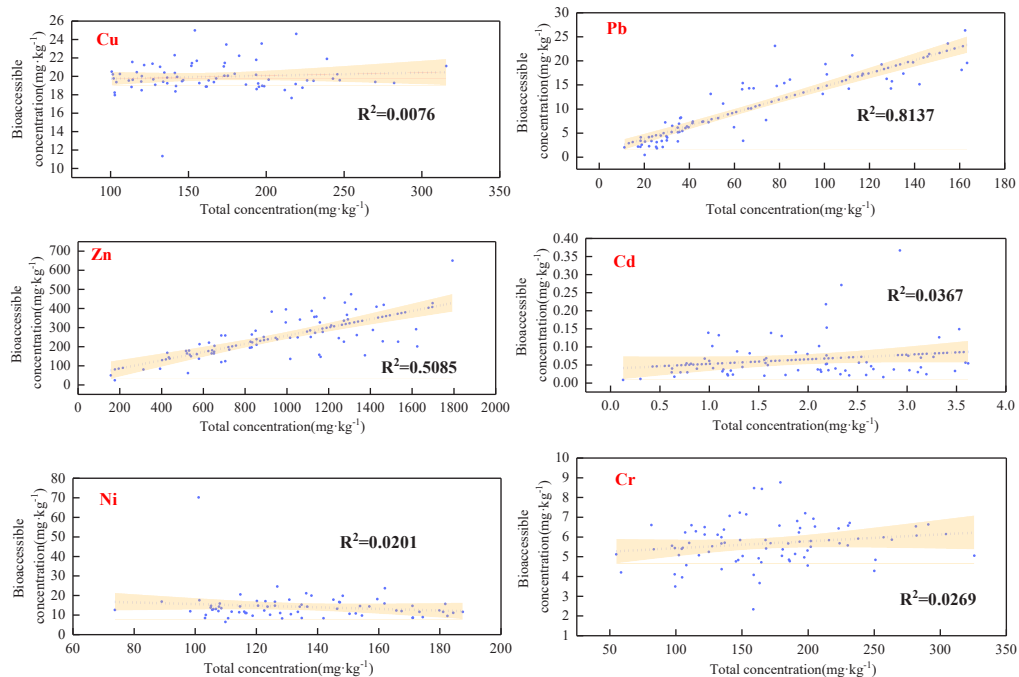 Cu
Bioaccessible
concentration(mg·kg⁻¹)
26
24
22
20
18
16
14
12
10
R²=0.0076
100 150 200 250 300 350
Total concentration(mg·kg⁻¹)
Pb
Bioaccessible
concentration(mg·kg⁻¹)
30
25
20
15
10
5
0
R²=0.8137
0 20 40 60 80 100 120 140 160 180
Total concentration(mg·kg⁻¹)
Zn
Bioaccessible
concentration(mg·kg⁻¹)
700
600
500
400
300
200
100
0
R²=0.5085
0 200 400 600 800 1000 1200 1400 1600 1800 2000
Total concentration(mg·kg⁻¹)
Cd
Bioaccessible
concentration(mg·kg⁻¹)
0.40
0.35
0.30
0.25
0.20
0.15
0.10
0.05
0.00
R²=0.0367
0.0 0.5 1.0 1.5 2.0 2.5 3.0 3.5 4.0
Total concentration(mg·kg⁻¹)
Ni
Bioaccessible
concentration(mg·kg⁻¹)
80
70
60
50
40
30
20
10
0
R²=0.0201
60 80 100 120 140 160 180 200
Total concentration(mg·kg⁻¹)
Cr
Bioaccessible
concentration(mg·kg⁻¹)
10
9
8
7
6
5
4
3
2
1
R²=0.0269
50 100 150 200 250 300 350
Total concentration(mg·kg⁻¹)